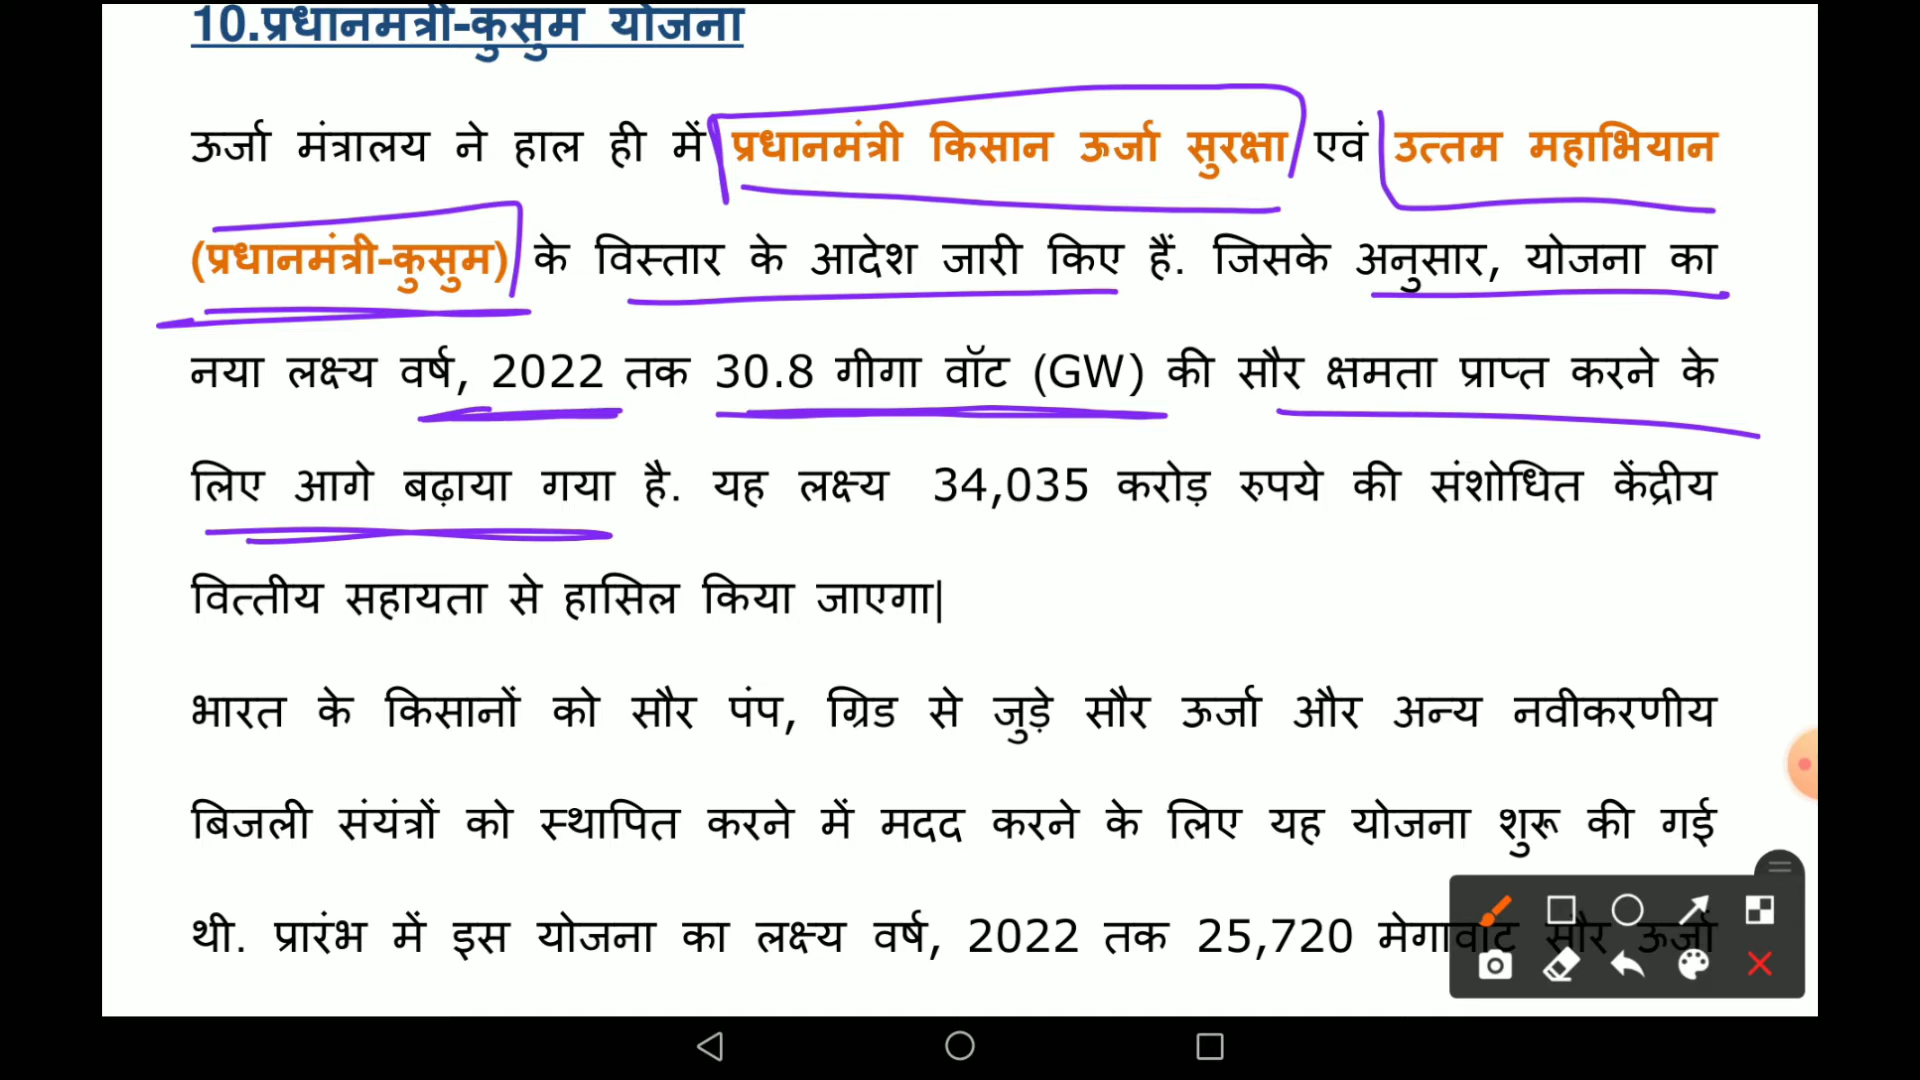 10.प्रधानमंत्री-कुसुम योजना
ऊर्जा मंत्रालय ने हाल ही में प्रधानमंत्री किसान ऊर्जा सुरक्षा एवं उत्तम महाभियान
(प्रधानमंत्री-कुसुम) के विस्तार के आदेश जारी किए हैं. जिसके अनुसार, योजना का
नया लक्ष्य वर्ष, 2022 तक 30.8 गीगा वॉट (GW) की सौर क्षमता प्राप्त करने के
लिए आगे बढ़ाया गया है. यह लक्ष्य 34,035 करोड़ रुपये की संशोधित केंद्रीय
वित्तीय सहायता से हासिल किया जाएगा|
भारत के किसानों को सौर पंप, ग्रिड से जुड़े सौर ऊर्जा और अन्य नवीकरणीय
बिजली संयंत्रों को स्थापित करने में मदद करने के लिए यह योजना शुरू की गई
थी. प्रारंभ में इस योजना का लक्ष्य वर्ष, 2022 तक 25,720 मेगावाट सौर ऊर्जा